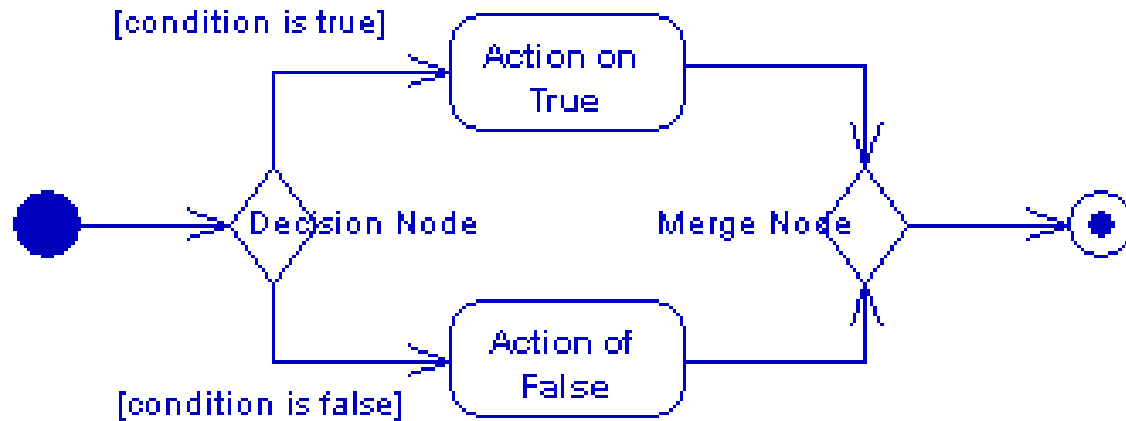 [condition is true]
Action on
True
Decision Node
Merge Node
Action of
False
[condition is false]